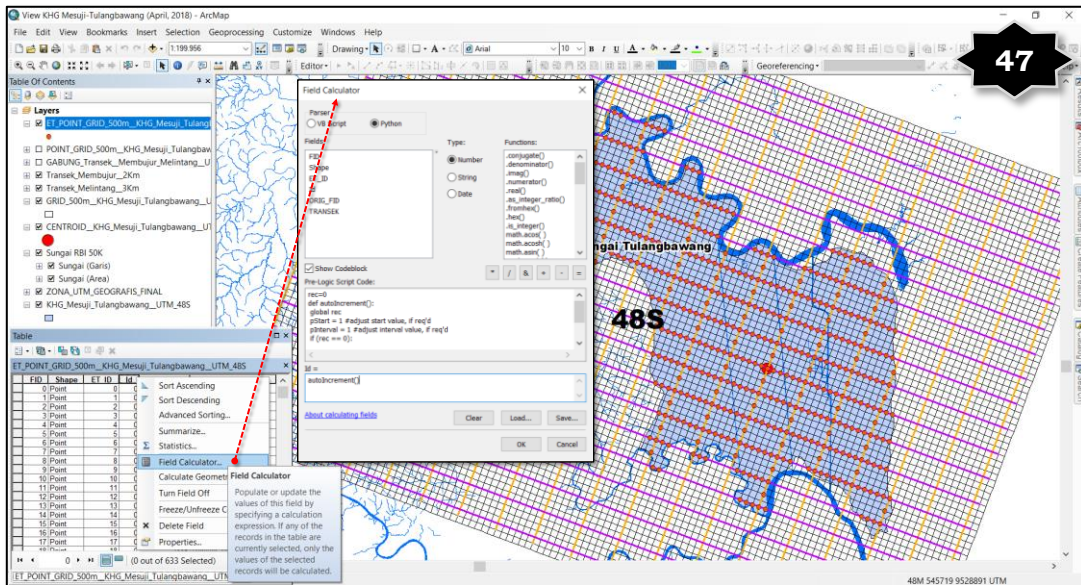 View KHG Mesuji-Tulangbawang (April, 2018) - ArcMap
File Edit View Bookmarks Insert Selection Geoprocessing Customize Windows Help
1:199.956
Drawing
Arial
10
B I U
Editor
Georeferencing
47
Table Of Contents
Layers
ET_POINT_GRID_500m__KHG_Mesuji_Tulangt
POINT_GRID_500m__KHG_Mesuji_Tulangbaw
GABUNG_Transek_Membujur_Melintang__U
Transek_Membujur__2Km
Transek_Melintang__3Km
GRID_500m__KHG_Mesuji_Tulangbawang__U
CENTROID__KHG_Mesuji_Tulangbawang__UT
Sungai RBI 50K
Sungai (Garis)
Sungai (Area)
ZONA_UTM_GEOGRAFIS_FINAL
KHG_Mesuji_Tulangbawang__UTM_48S
Field Calculator
Parser
VB Script Python
Fields:
Type:
Functions:
FID
Shape
ORIG_FID
TRANSEK
Number
String
Date
.conjugate()
.denominator()
.imag()
.numerator()
.real()
.as_integer_ratio()
.fromhex()
.hex()
.is_integer()
math.acos( )
math.acosh( )
math.asin( )
Show Codeblock
* / & + - =
Pre-Logic Script Code:
rec=0
def autoIncrement():
global rec
pStart = 1 #adjust start value, if req'd
pInterval = 1 #adjust interval value, if req'd
if (rec == 0):
Id =
autoIncrement()
About calculating fields
Clear Load... Save...
OK Cancel
ngai Tulangbawang
48S
Table
ET_POINT_GRID_500m__KHG_Mesuji_Tulangbawang__UTM_48S
FID Shape ET_ID Id
0 Point 0
1 Point 1
2 Point 2
3 Point 3
4 Point 4
5 Point 5
6 Point 6
7 Point 7
8 Point 8
9 Point 9
10 Point 10
11 Point 11
12 Point 12
13 Point 13
14 Point 14
15 Point 15
16 Point 16
17 Point 17
Sort Ascending
Sort Descending
Advanced Sorting...
Summarize...
Statistics...
Field Calculator...
Calculate Geomet
Turn Field Off
Freeze/Unfreeze C
Delete Field
Properties...
Field Calculator
Populate or update the
values of this field by
specifying a calculation
expression. If any of the
records in the table are
currently selected, only the
values of the selected
records will be calculated.
0 (0 out of 633 Selected)
ET_POINT_GRID_500m__KHG_Mesuji_Tulangbawang__UTM
48M 545719 9528891 UTM